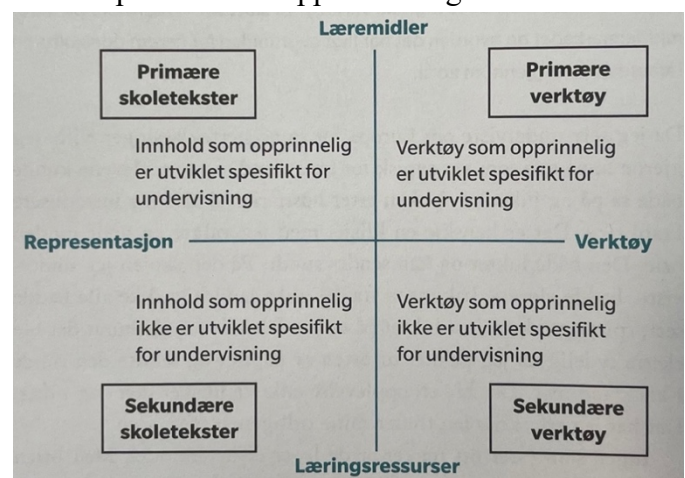 Læremidler
Primære
skoletekster
Primære
verktøy
Innhold som opprinnelig
er utviklet spesifikt for
undervisning
Verktøy som opprinnelig
er utviklet spesifikt for
undervisning
Representasjon
Verktøy
Innhold som opprinnelig
ikke er utviklet spesifikt
for undervisning
Verktøy som opprinnelig
ikke er utviklet spesifikt
for undervisning
Sekundære
skoletekster
Sekundære
verktøy
Læringsressurser